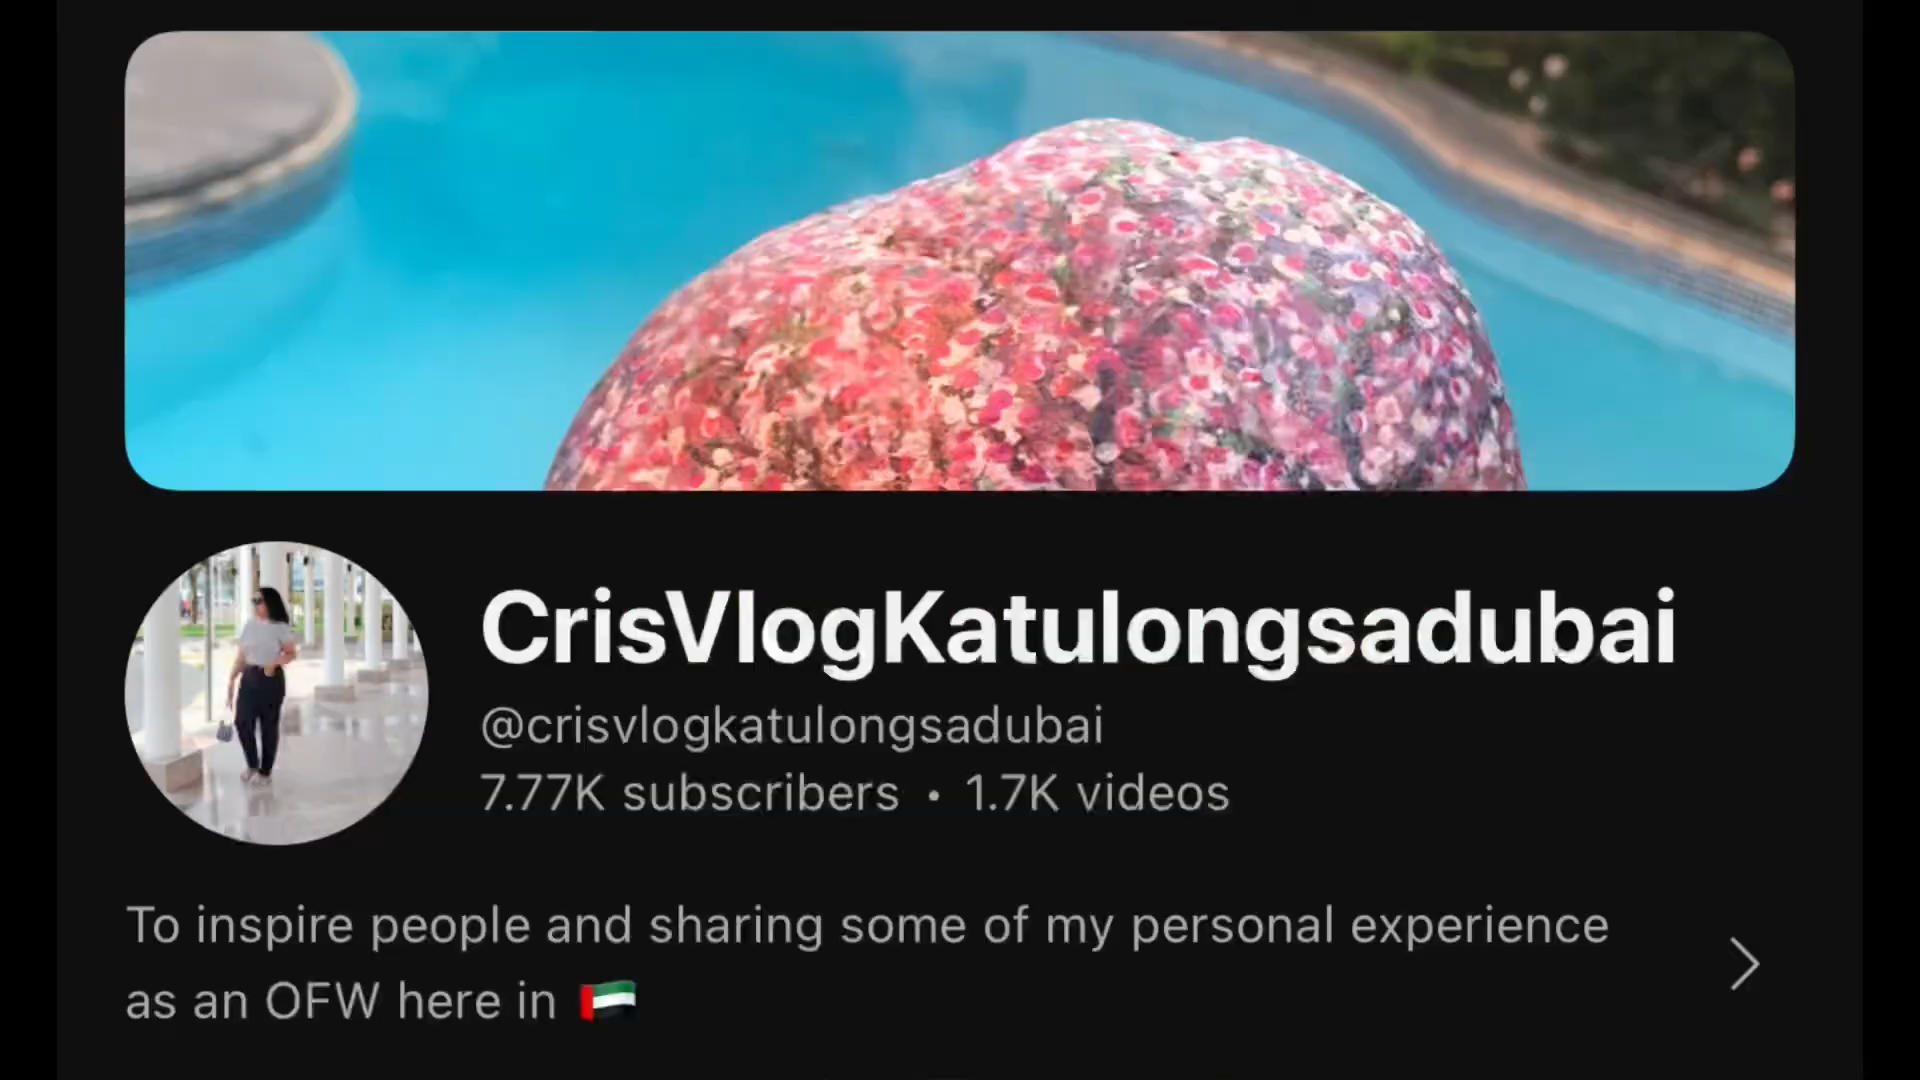 CrisVlogKatulongsadubai
@crisvlogkatulongsadubai
7.77K subscribers • 1.7K videos
To inspire people and sharing some of my personal experience
as an OFW here in 🇦🇪